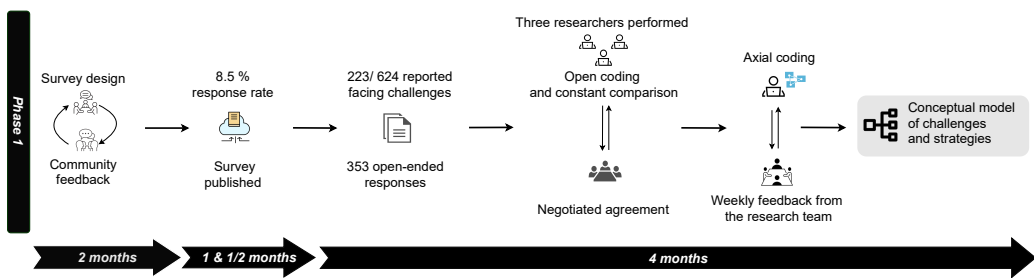 Phase 1
Survey design
Community
feedback
8.5 %
response rate
Survey
published
223/ 624 reported
facing challenges
353 open-ended
responses
Three researchers performed
Open coding
and constant comparison
Negotiated agreement
Axial coding
Weekly feedback from
the research team
Conceptual model
of challenges
and strategies
2 months
1 & 1/2 months
4 months